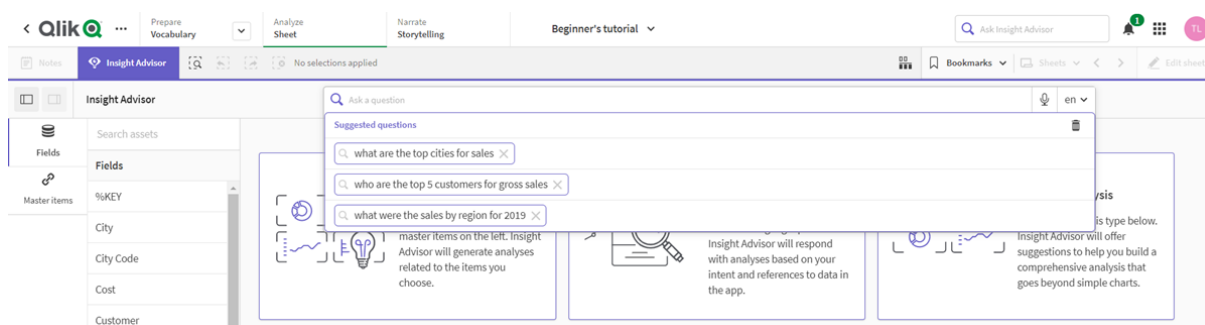 Qlik
Prepare
Vocabulary
Analyze
Sheet
Narrate
Storytelling
Beginner's tutorial
Ask Insight Advisor
1
TL
Notes
Insight Advisor
No selections applied
Bookmarks
Sheets
Edit sheet
Insight Advisor
Ask a question
en
Suggested questions
what are the top cities for sales
who are the top 5 customers for gross sales
what were the sales by region for 2019
Fields
Master items
Search assets
Fields
%KEY
City
City Code
Cost
Customer
master items on the left. Insight
Advisor will generate analyses
related to the items you
choose.
Insight Advisor will respond
with analyses based on your
intent and references to data in
the app.
is type below.
Insight Advisor will offer
suggestions to help you build a
comprehensive analysis that
goes beyond simple charts.